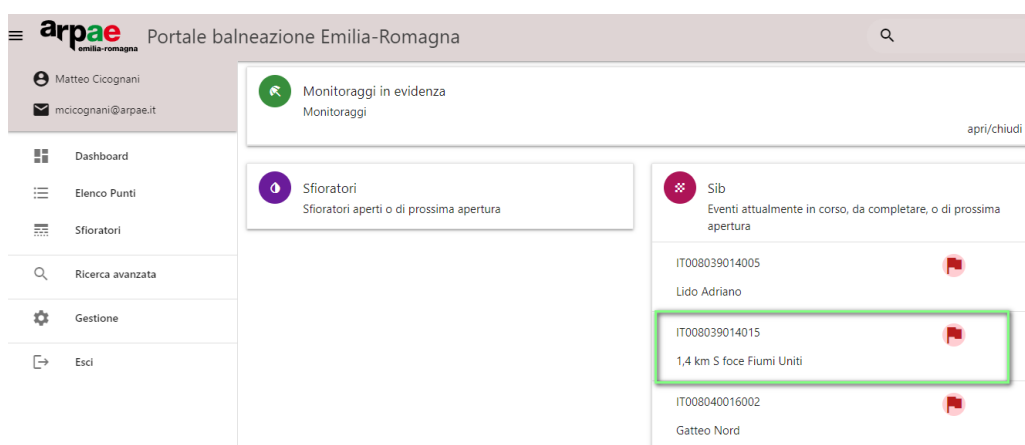 arpae
emilia-romagna
Portale balneazione Emilia-Romagna
Matteo Cicognani
mcicognani@arpae.it
Dashboard
Elenco Punti
Sfioratori
Ricerca avanzata
Gestione
Esci
Monitoraggi in evidenza
Monitoraggi
apri/chiudi
Sfioratori
Sfioratori aperti o di prossima apertura
Sib
Eventi attualmente in corso, da completare, o di prossima
apertura
IT008039014005
Lido Adriano
IT008039014015
1,4 km S foce Fiumi Uniti
IT008040016002
Gatteo Nord